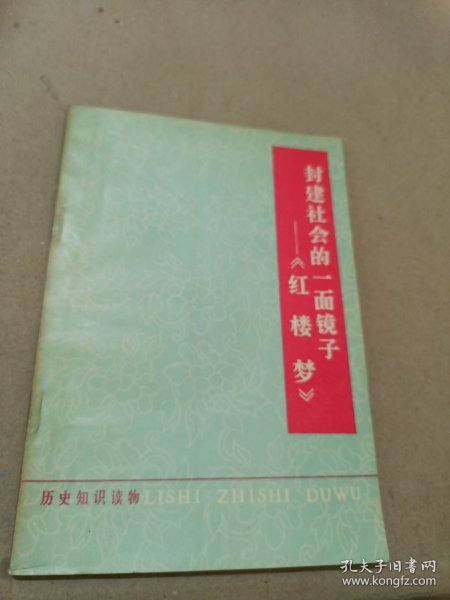 封建社会的一面镜子
——《红楼梦》
历史知识读物 LISHI ZHISHI DUWU
孔夫子旧书网
www.kongfz.com